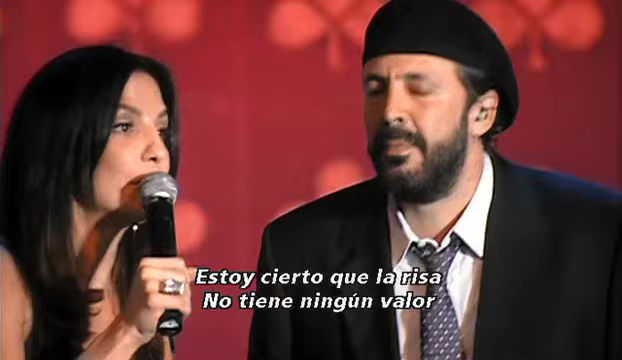 Estoy cierto que la risa
No tiene ningún valor